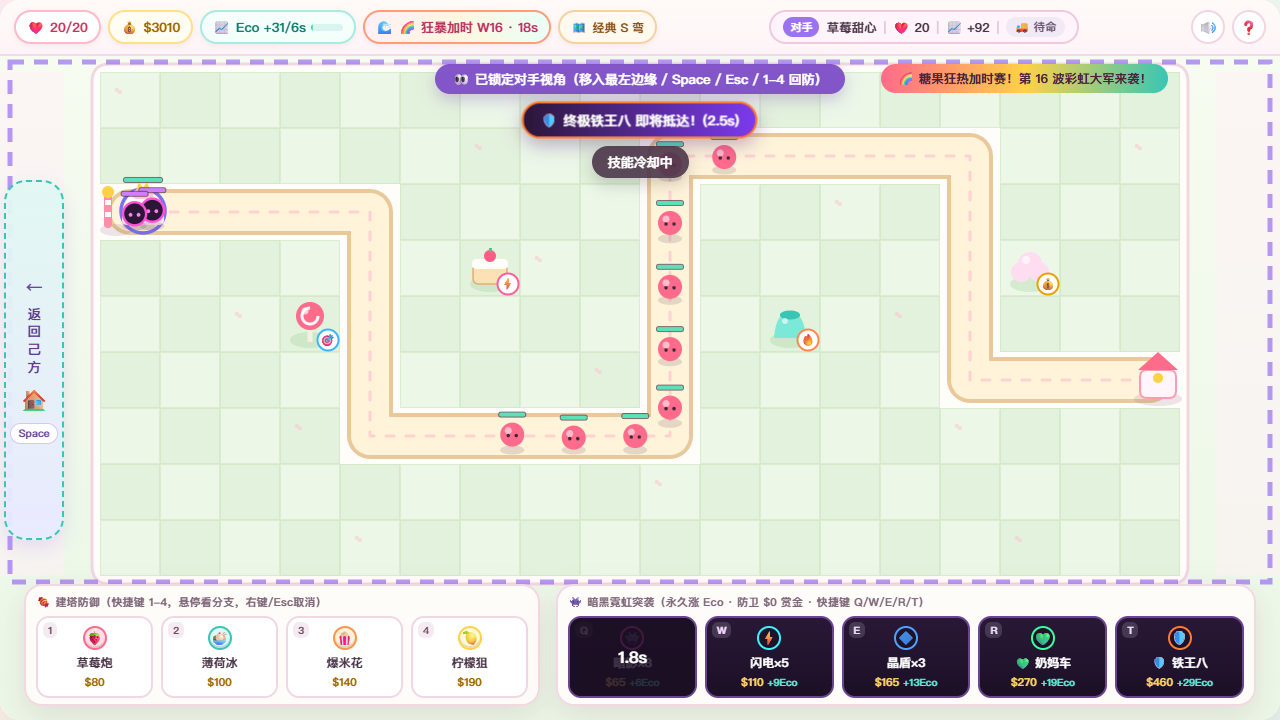 20/20
$3010
Eco +31/6s
狂暴加时 W16 · 18s
经典 S 弯
对手 草莓甜心 | 20 | +92 | 待命
已锁定对手视角（移入最左边缘 / Space / Esc / 1–4 回防）
糖果狂热加时赛！第 16 波彩虹大军来袭！
终极铁王八 即将抵达！(2.5s)
技能冷却中
←
返回己方
Space
建塔防御（快捷键 1–4，悬停看分支，右键/Esc取消）
1
草莓炮
$80
2
薄荷冰
$100
3
爆米花
$140
4
柠檬狙
$190
暗黑霓虹突袭（永久涨 Eco · 防卫 $0 赏金 · 快捷键 Q/W/E/R/T）
Q
1.8s
$65 +6Eco
W
闪电x5
$110 +9Eco
E
晶盾x3
$165 +13Eco
R
奶妈车
$270 +19Eco
T
铁王八
$460 +29Eco